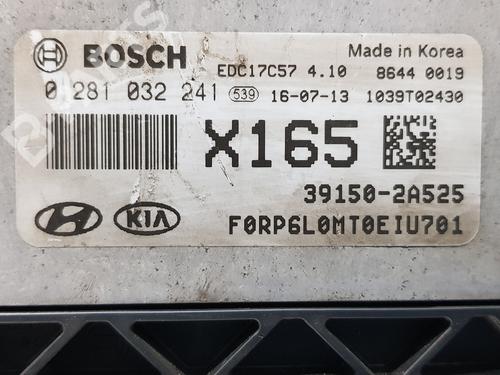 BOSCH
Made in Korea
EDC17C57 4.10 8644 0019
0 281 032 241 539 16-07-13 1039T02430
X165
39150-2A525
KIA
F0RP6L0MT0EIU701